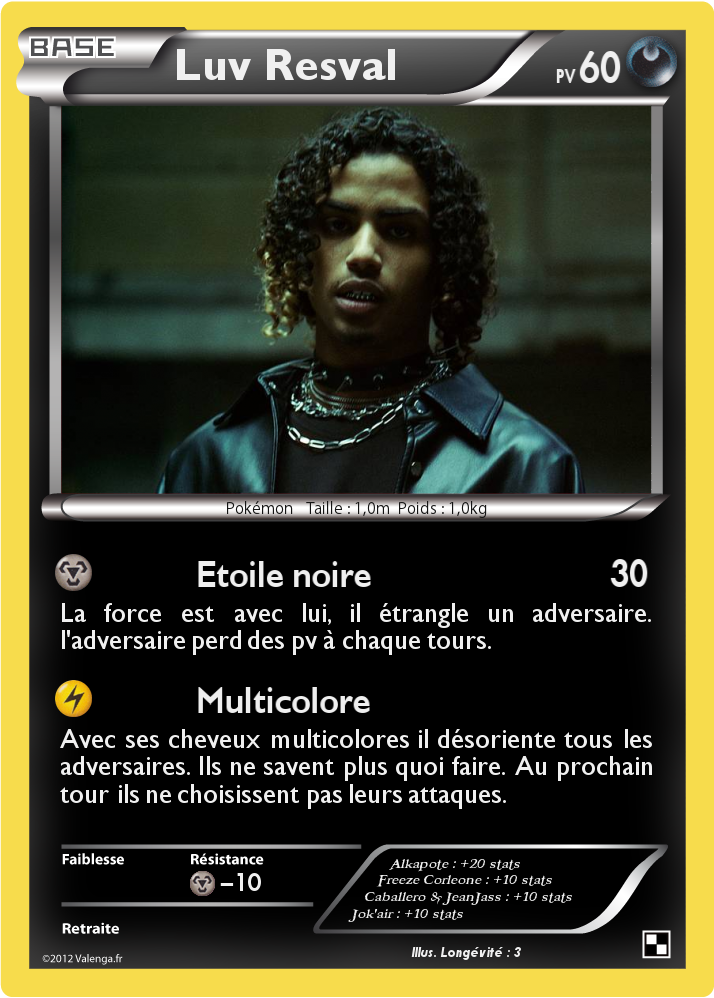 BASE
Luv Resval
PV 60
Pokémon Taille : 1,0m Poids : 1,0kg
Etoile noire 30
La force est avec lui, il étrangle un adversaire.
l'adversaire perd des pv à chaque tours.
Multicolore
Avec ses cheveux multicolores il désoriente tous les
adversaires. Ils ne savent plus quoi faire. Au prochain
tour ils ne choisissent pas leurs attaques.
Faiblesse
Résistance
–10
Retraite
Alkapote : +20 stats
Freeze Corleone : +10 stats
Caballero & JeanJass : +10 stats
Jok'air : +10 stats
Illus. Longévité : 3
©2012 Valenga.fr